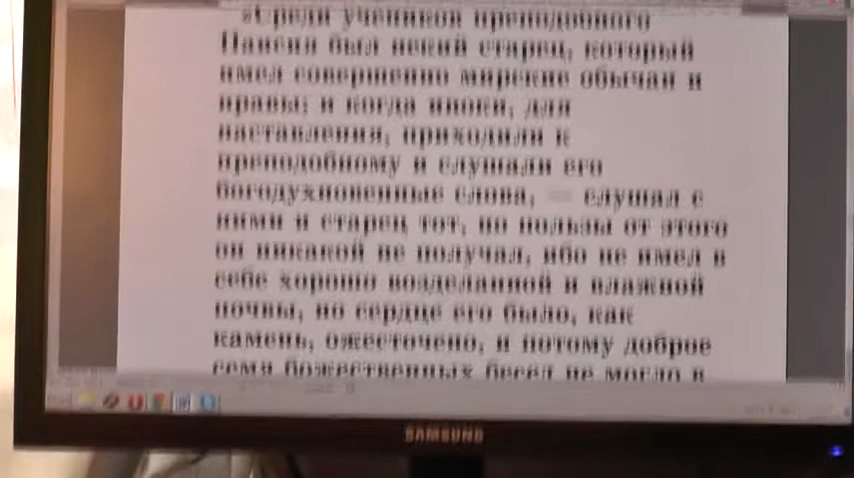 «Среди учеников преподобного
Паисия был некий старец, который
имел совершенно мирские обычаи и
нравы; и когда иноки, для
наставления, приходили к
преподобному и слушали его
богодухновенные слова, — слушал с
ними и старец тот, но пользы от этого
он никакой не получал, ибо не имел в
себе хорошо возделанной и влажной
почвы, но сердце его было, как
камень, ожесточено, и потому доброе
семя божественных бесед не могло в
SAMSUNG